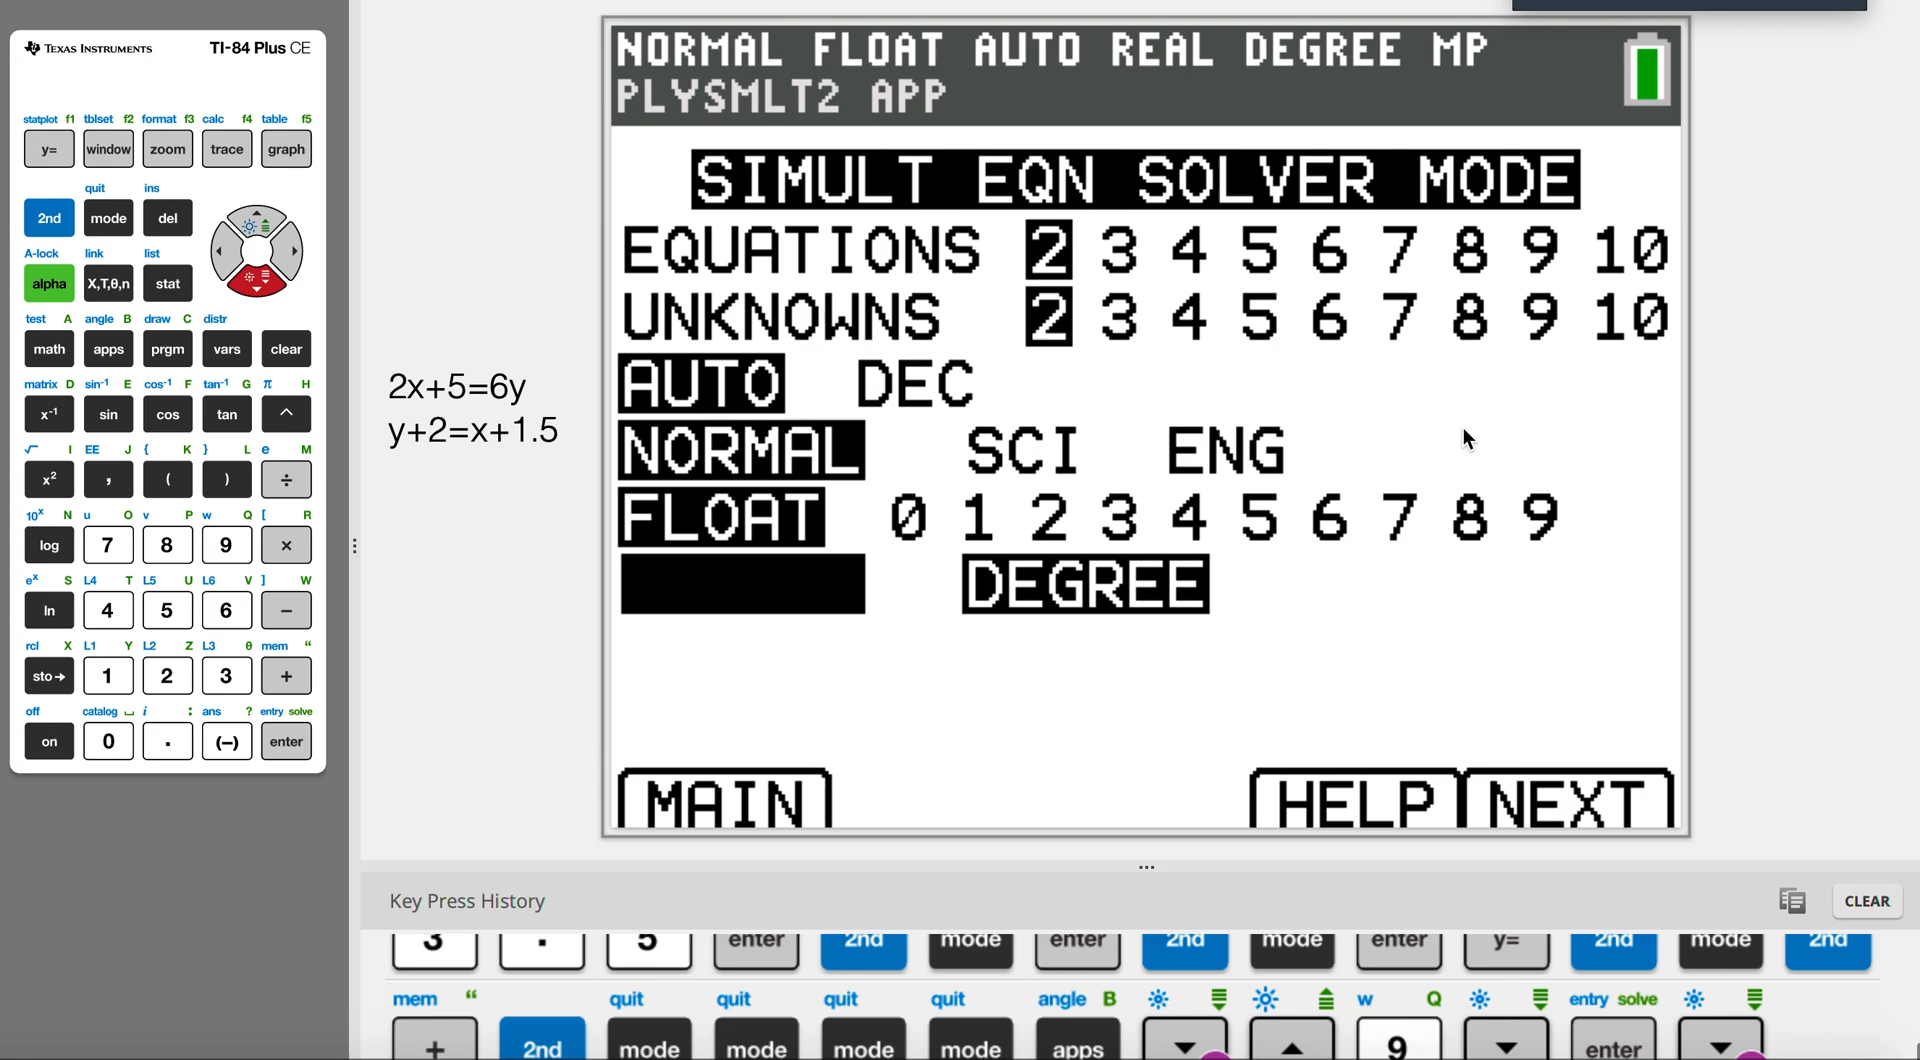 TEXAS INSTRUMENTS TI-84 Plus CE
statplot f1 tblset f2 format f3 calc f4 table f5
y= window zoom trace graph
quit ins
2nd mode del
A-lock link list
alpha X,T,θ,n stat
test A angle B draw C distr
math apps prgm vars clear
matrix D sin⁻¹ E cos⁻¹ F tan⁻¹ G π H
x⁻¹ sin cos tan ^
√ I EE J { K } L e M
x² , ( ) ÷
10ˣ N u O v P w Q [ R
log 7 8 9 ×
eˣ S L4 T L5 U L6 V ] W
ln 4 5 6 −
rcl X L1 Y L2 Z L3 θ mem “
sto→ 1 2 3 +
off catalog ⎵ i : ans ? entry solve
on 0 . (−) enter
2x+5=6y
y+2=x+1.5
NORMAL FLOAT AUTO REAL DEGREE MP
PLYSMLT2 APP
SIMULT EQN SOLVER MODE
EQUATIONS 2 3 4 5 6 7 8 9 10
UNKNOWNS 2 3 4 5 6 7 8 9 10
AUTO DEC
NORMAL SCI ENG
FLOAT 0 1 2 3 4 5 6 7 8 9
DEGREE
MAIN HELP NEXT
Key Press History CLEAR
3 . 5 enter 2nd mode enter 2nd mode enter y= 2nd mode 2nd
mem “ quit quit quit quit angle B w Q entry solve
+ 2nd mode mode mode mode apps 9 enter